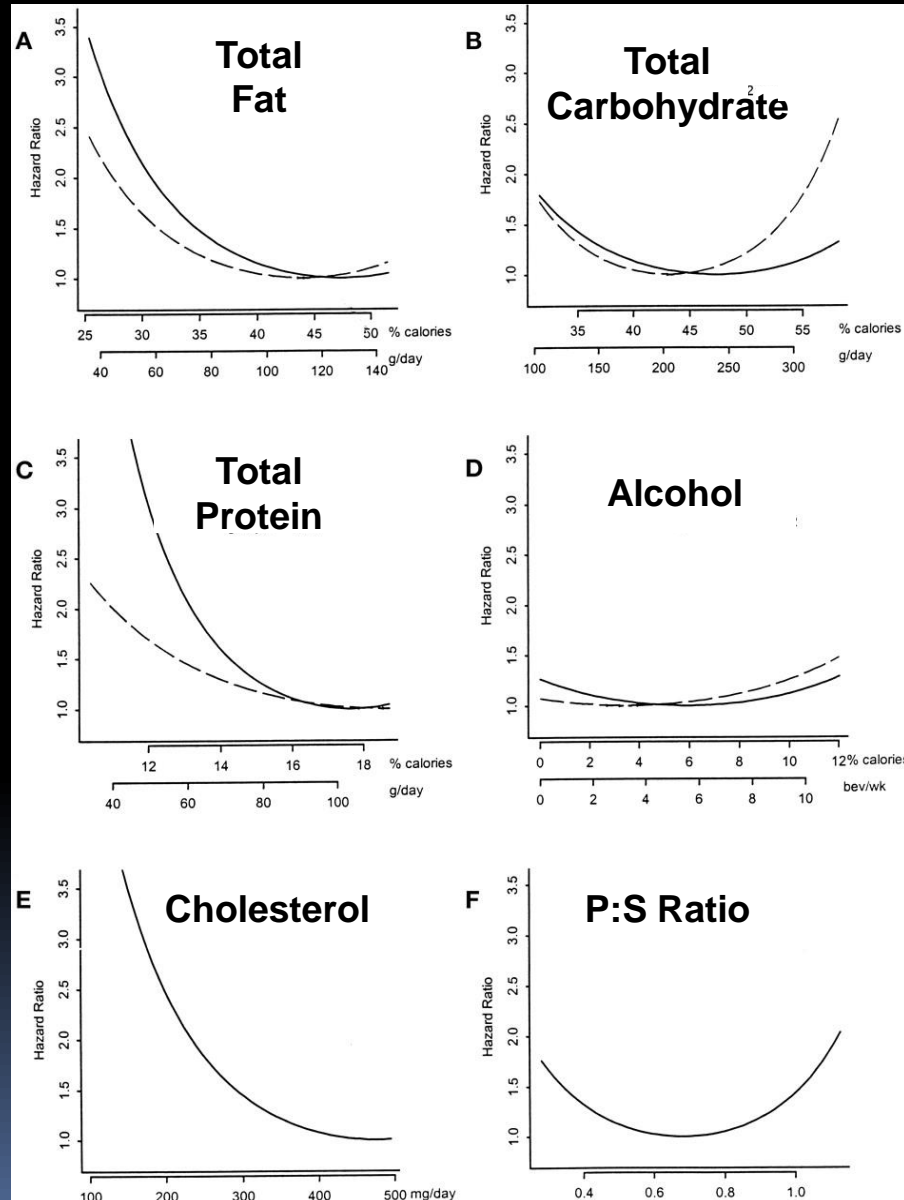 A
Total
Fat
Hazard Ratio
3.5
3.0
2.5
2.0
1.5
1.0
25 30 35 40 45 50 % calories
40 60 80 100 120 140 g/day
B
Total
Carbohydrate
2
Hazard Ratio
3.5
3.0
2.5
2.0
1.5
1.0
35 40 45 50 55 % calories
100 150 200 250 300 g/day
C
Total
Protein
Hazard Ratio
3.5
3.0
2.5
2.0
1.5
1.0
12 14 16 18 % calories
40 60 80 100 g/day
D
Alcohol
Hazard Ratio
3.5
3.0
2.5
2.0
1.5
1.0
0 2 4 6 8 10 12% calories
0 2 4 6 8 10 bev/wk
E
Cholesterol
Hazard Ratio
3.5
3.0
2.5
2.0
1.5
1.0
100 200 300 400 500 mg/day
F
P:S Ratio
Hazard Ratio
3.5
3.0
2.5
2.0
1.5
1.0
0.4 0.6 0.8 1.0